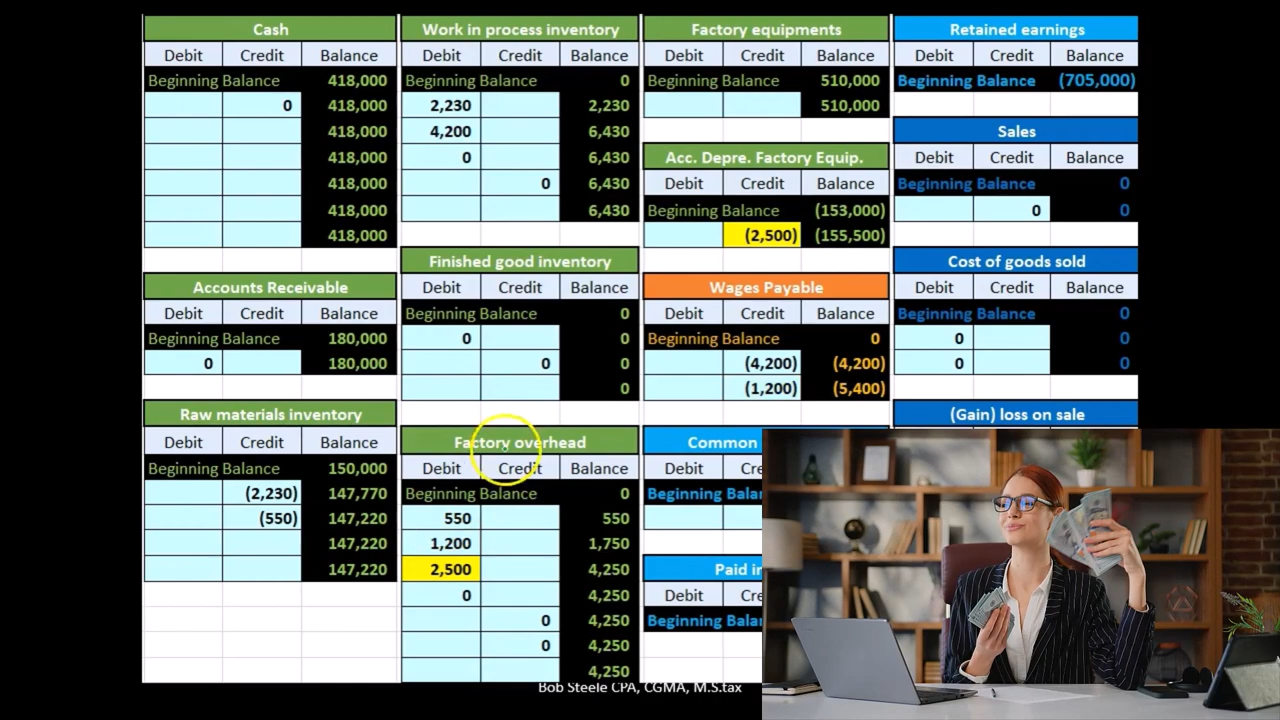 Cash
Debit Credit Balance
Beginning Balance 418,000
0 418,000
418,000
418,000
418,000
418,000
418,000
Accounts Receivable
Debit Credit Balance
Beginning Balance 180,000
0 180,000
Raw materials inventory
Debit Credit Balance
Beginning Balance 150,000
(2,230) 147,770
(550) 147,220
147,220
147,220
Work in process inventory
Debit Credit Balance
Beginning Balance 0
2,230 2,230
4,200 6,430
0 6,430
0 6,430
6,430
Finished good inventory
Debit Credit Balance
Beginning Balance 0
0 0
0 0
0
Factory overhead
Debit Credit Balance
Beginning Balance 0
550 550
1,200 1,750
2,500 4,250
0 4,250
0 4,250
0 4,250
4,250
Factory equipments
Debit Credit Balance
Beginning Balance 510,000
510,000
Acc. Depre. Factory Equip.
Debit Credit Balance
Beginning Balance (153,000)
(2,500) (155,500)
Wages Payable
Debit Credit Balance
Beginning Balance 0
(4,200) (4,200)
(1,200) (5,400)
Common
Debit Cre
Beginning Balan
Paid in
Debit Cre
Beginning Balan
Retained earnings
Debit Credit Balance
Beginning Balance (705,000)
Sales
Debit Credit Balance
Beginning Balance 0
0 0
Cost of goods sold
Debit Credit Balance
Beginning Balance 0
0 0
0 0
(Gain) loss on sale
Bob Steele CPA, CGMA, M.S.tax